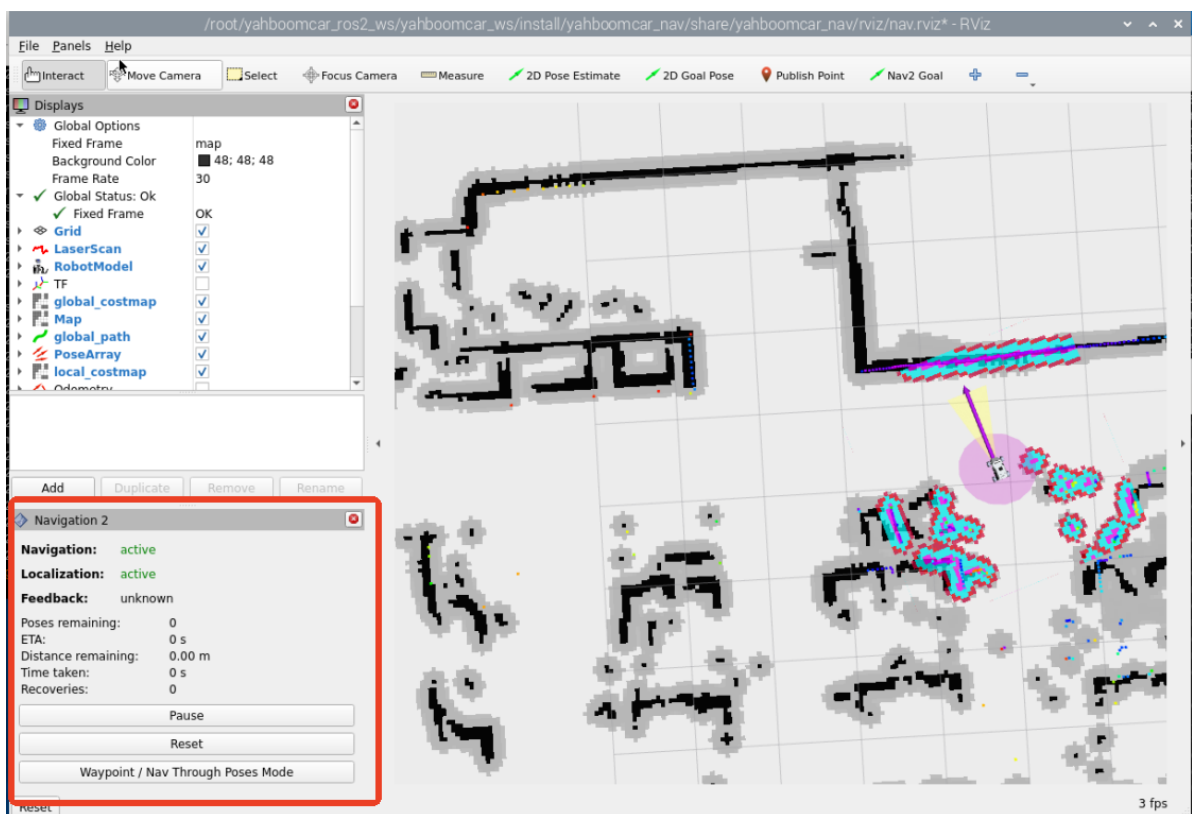 /root/yahboomcar_ros2_ws/yahboomcar_ws/install/yahboomcar_nav/share/yahboomcar_nav/rviz/nav.rviz* - RViz
File Panels Help
Interact Move Camera Select Focus Camera Measure 2D Pose Estimate 2D Goal Pose Publish Point Nav2 Goal
Displays
Global Options
Fixed Frame map
Background Color 48; 48; 48
Frame Rate 30
Global Status: Ok
Fixed Frame OK
Grid
LaserScan
RobotModel
TF
global_costmap
Map
global_path
PoseArray
local_costmap
Odometry
Add Duplicate Remove Rename
Navigation 2
Navigation: active
Localization: active
Feedback: unknown
Poses remaining: 0
ETA: 0 s
Distance remaining: 0.00 m
Time taken: 0 s
Recoveries: 0
Pause
Reset
Waypoint / Nav Through Poses Mode
Reset
3 fps